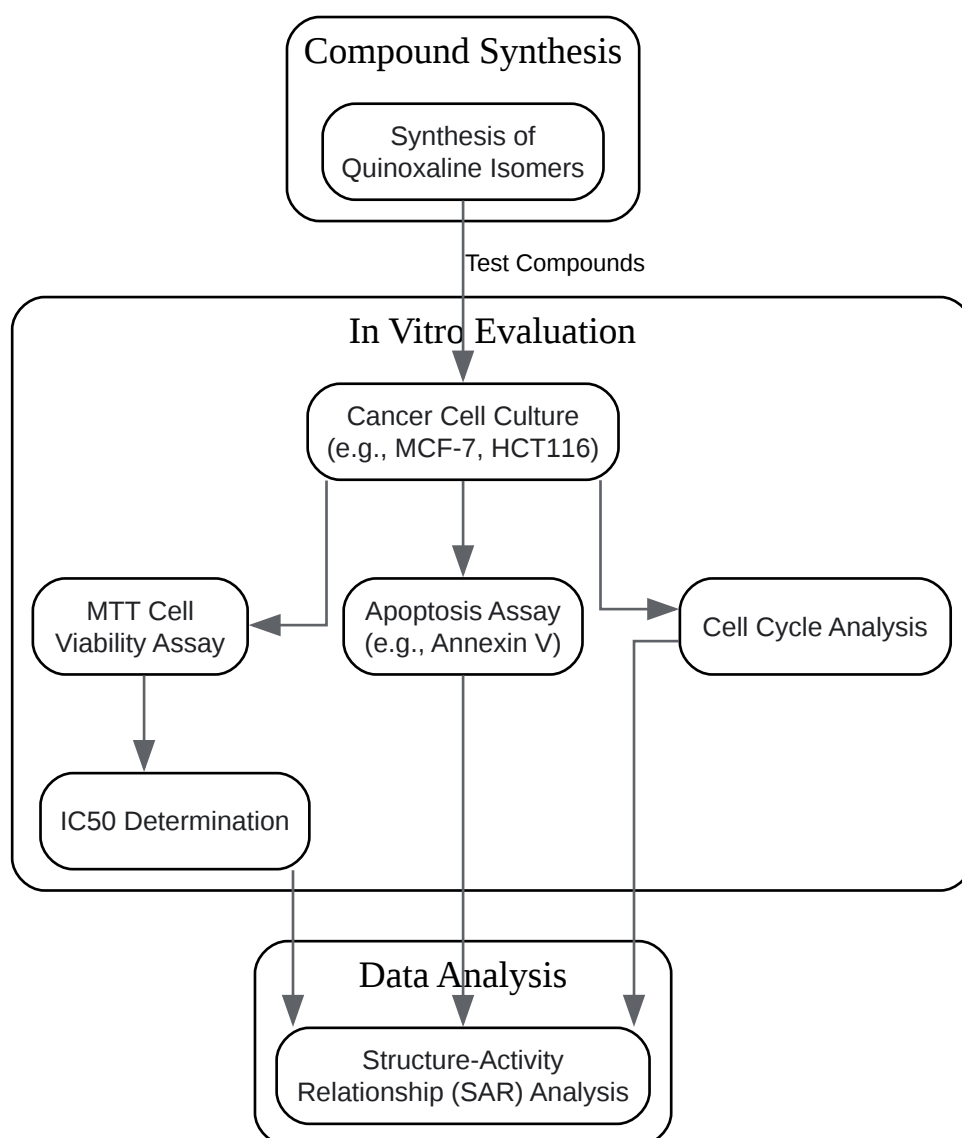 Compound Synthesis
Synthesis of
Quinoxaline Isomers
Test Compounds
In Vitro Evaluation
Cancer Cell Culture
(e.g., MCF-7, HCT116)
MTT Cell
Viability Assay
Apoptosis Assay
(e.g., Annexin V)
Cell Cycle Analysis
IC50 Determination
Data Analysis
Structure-Activity
Relationship (SAR) Analysis